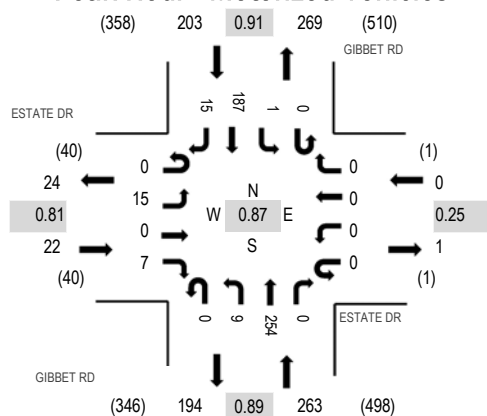 Peak Hour - Motorized Vehicles
(358) 203 0.91 269 (510)
GIBBET RD
15 187 1 0
ESTATE DR
(40) 0 0 (1)
24 15 N 0 0
0.81 0 W 0.87 E 0 0.25
22 7 S 0 1
(40) (1)
0 9 254 0
ESTATE DR
GIBBET RD
(346) 194 0.89 263 (498)